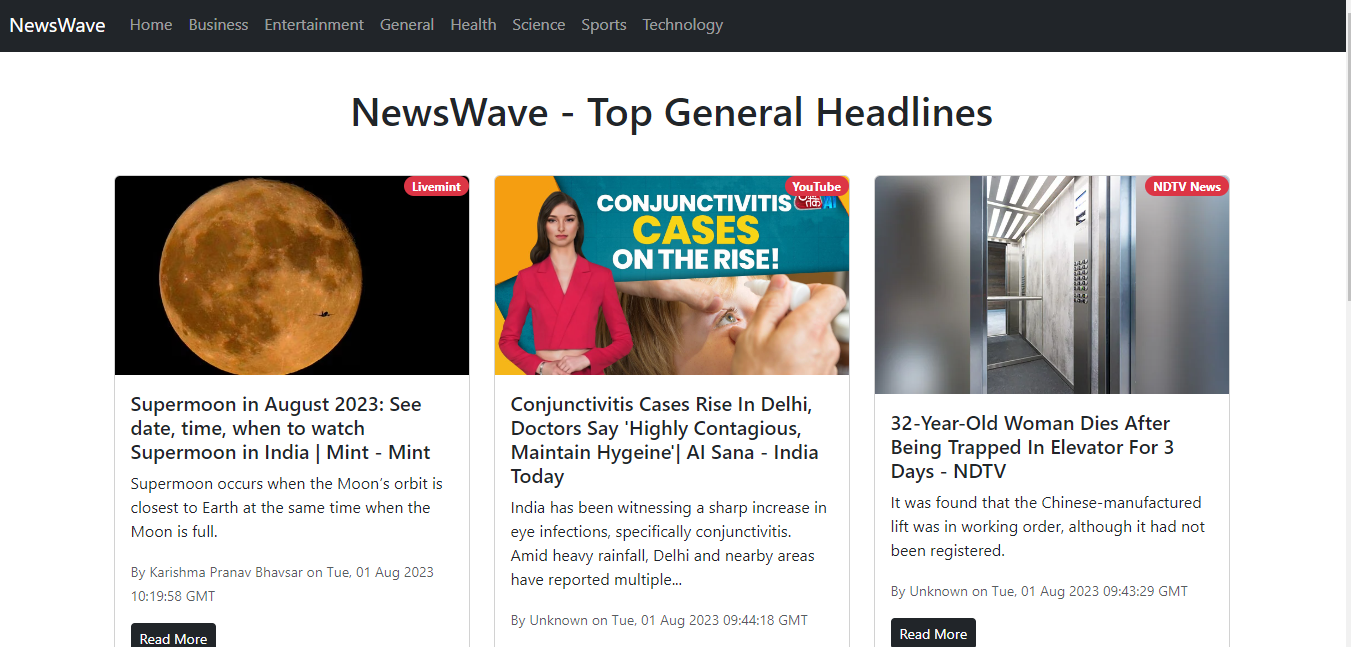 NewsWave Home Business Entertainment General Health Science Sports Technology
NewsWave - Top General Headlines
Livemint
Supermoon in August 2023: See
date, time, when to watch
Supermoon in India | Mint - Mint
Supermoon occurs when the Moon’s orbit is
closest to Earth at the same time when the
Moon is full.
By Karishma Pranav Bhavsar on Tue, 01 Aug 2023
10:19:58 GMT
Read More
YouTube
CONJUNCTIVITIS
CASES
ON THE RISE!
Conjunctivitis Cases Rise In Delhi,
Doctors Say 'Highly Contagious,
Maintain Hygeine'| AI Sana - India
Today
India has been witnessing a sharp increase in
eye infections, specifically conjunctivitis.
Amid heavy rainfall, Delhi and nearby areas
have reported multiple...
By Unknown on Tue, 01 Aug 2023 09:44:18 GMT
NDTV News
32-Year-Old Woman Dies After
Being Trapped In Elevator For 3
Days - NDTV
It was found that the Chinese-manufactured
lift was in working order, although it had not
been registered.
By Unknown on Tue, 01 Aug 2023 09:43:29 GMT
Read More